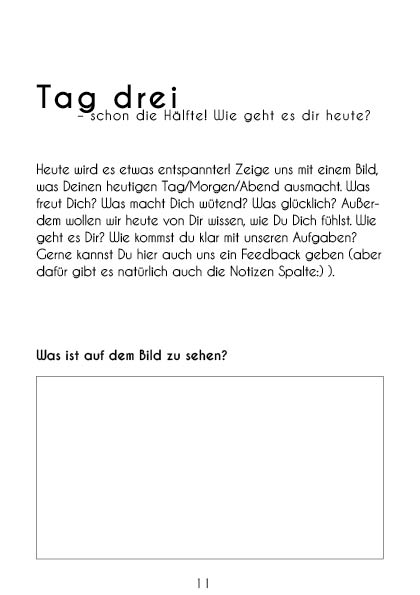 Tag drei
– schon die Hälfte! Wie geht es dir heute?
Heute wird es etwas entspannter! Zeige uns mit einem Bild,
was Deinen heutigen Tag/Morgen/Abend ausmacht. Was
freut Dich? Was macht Dich wütend? Was glücklich? Außer-
dem wollen wir heute von Dir wissen, wie Du Dich fühlst. Wie
geht es Dir? Wie kommst du klar mit unseren Aufgaben?
Gerne kannst Du hier auch uns ein Feedback geben (aber
dafür gibt es natürlich auch die Notizen Spalte:) ).
Was ist auf dem Bild zu sehen?
11